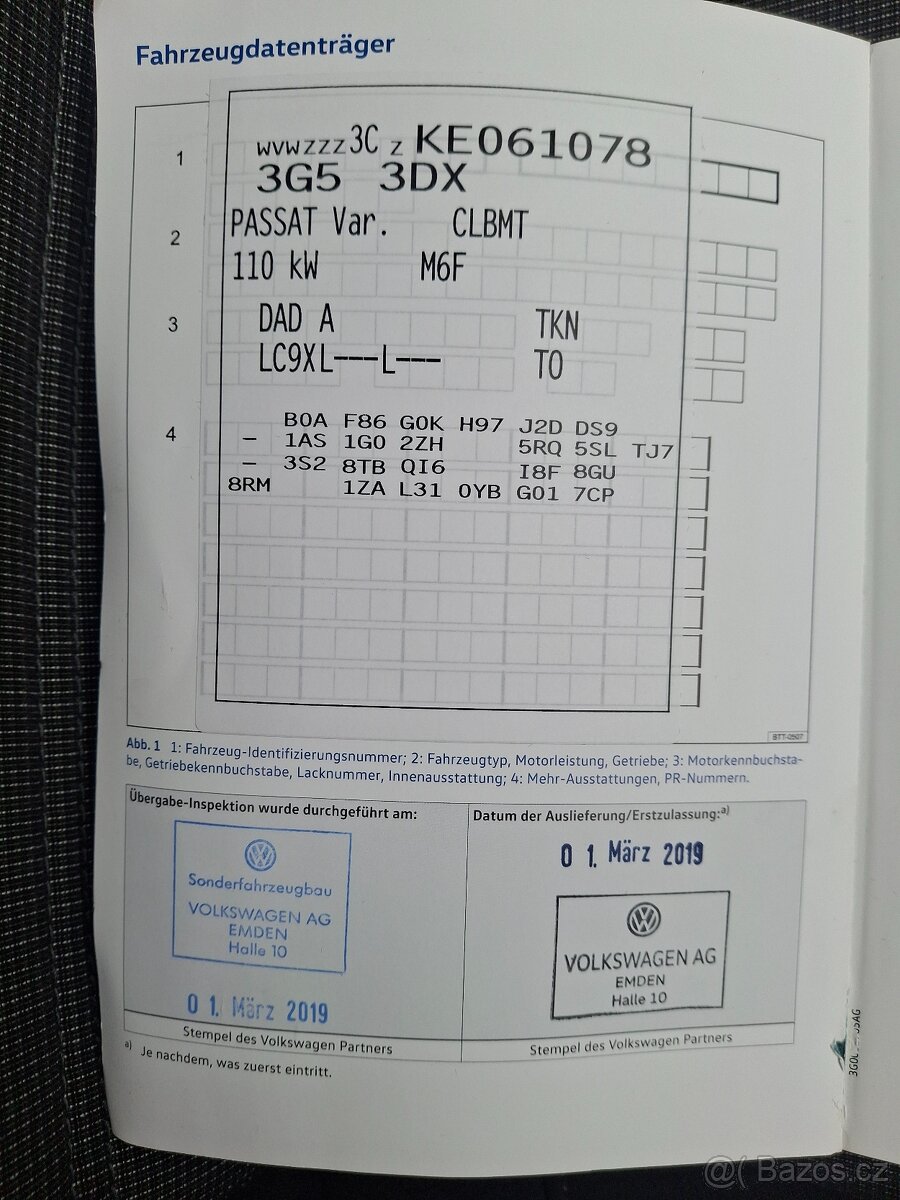 Fahrzeugdatenträger
1
WVWZZZ3C Z KE061078
3G5 3DX
2
PASSAT Var. CLBMT
110 kW M6F
3
DAD A TKN
LC9XL---L--- TO
4
B0A F86 G0K H97 J2D DS9
- 1AS 1G0 2ZH 5RQ 5SL TJ7
- 3S2 8TB QI6 I8F 8GU
8RM 1ZA L31 0YB G01 7CP
BTT-0507
Abb. 1 1: Fahrzeug-Identifizierungsnummer; 2: Fahrzeugtyp, Motorleistung, Getriebe; 3: Motorkennbuchsta-
be, Getriebekennbuchstabe, Lacknummer, Innenausstattung; 4: Mehr-Ausstattungen, PR-Nummern.
Übergabe-Inspektion wurde durchgeführt am:
Sonderfahrzeugbau
VOLKSWAGEN AG
EMDEN
Halle 10
0 1. März 2019
Stempel des Volkswagen Partners
Datum der Auslieferung/Erstzulassung:a)
0 1. März 2019
VOLKSWAGEN AG
EMDEN
Halle 10
Stempel des Volkswagen Partners
a) Je nachdem, was zuerst eintritt.
@( Bazos.cz